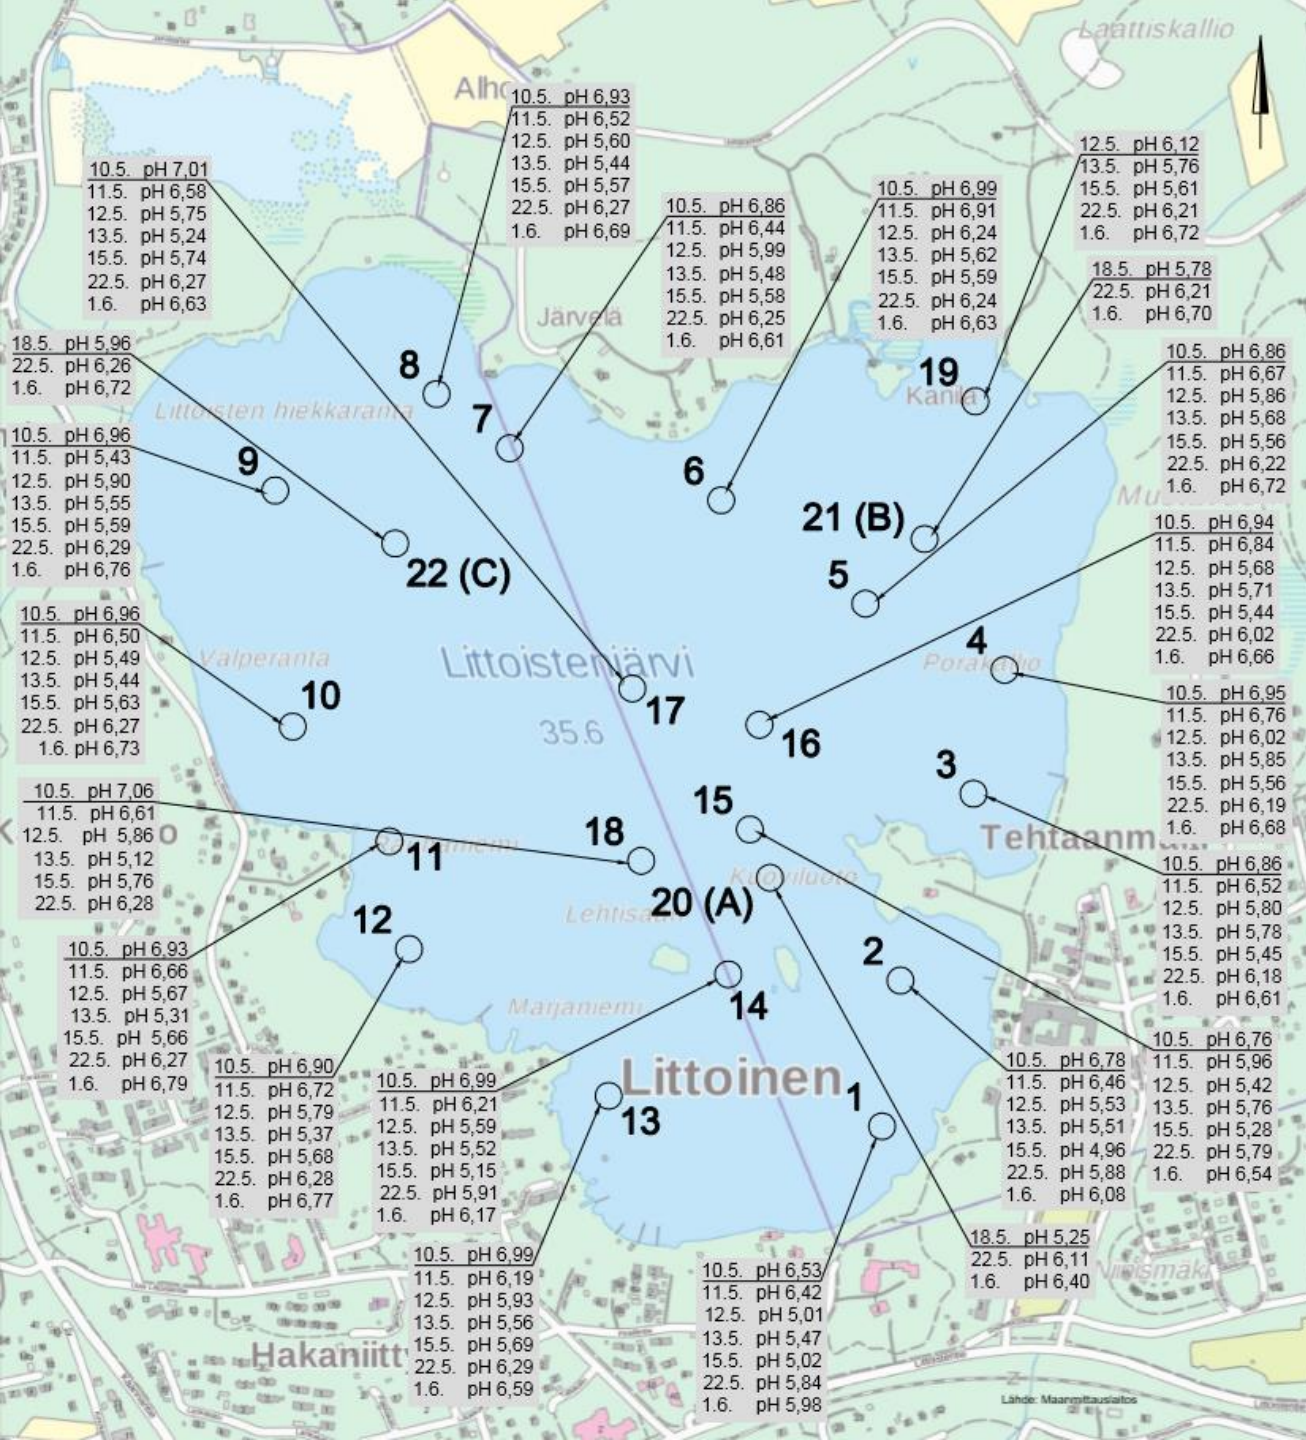 Laattiskallio
Alho
10.5. pH 6,93
11.5. pH 6,52
12.5. pH 5,60
13.5. pH 5,44
15.5. pH 5,57
22.5. pH 6,27
1.6. pH 6,69
10.5. pH 7,01
11.5. pH 6,58
12.5. pH 5,75
13.5. pH 5,24
15.5. pH 5,74
22.5. pH 6,27
1.6. pH 6,63
10.5. pH 6,86
11.5. pH 6,44
12.5. pH 5,99
13.5. pH 5,48
15.5. pH 5,58
22.5. pH 6,25
1.6. pH 6,61
10.5. pH 6,99
11.5. pH 6,91
12.5. pH 6,24
13.5. pH 5,62
15.5. pH 5,59
22.5. pH 6,24
1.6. pH 6,63
12.5. pH 6,12
13.5. pH 5,76
15.5. pH 5,61
22.5. pH 6,21
1.6. pH 6,72
18.5. pH 5,78
22.5. pH 6,21
1.6. pH 6,70
Järvelä
18.5. pH 5,96
22.5. pH 6,26
1.6. pH 6,72
10.5. pH 6,86
11.5. pH 6,67
12.5. pH 5,86
13.5. pH 5,68
15.5. pH 5,56
22.5. pH 6,22
1.6. pH 6,72
8
19
Kanila
Littoisten hiekkaranta
7
10.5. pH 6,96
11.5. pH 5,43
12.5. pH 5,90
13.5. pH 5,55
15.5. pH 5,59
22.5. pH 6,29
1.6. pH 6,76
9
6
21 (B)
22 (C)
5
10.5. pH 6,94
11.5. pH 6,84
12.5. pH 5,68
13.5. pH 5,71
15.5. pH 5,44
22.5. pH 6,02
1.6. pH 6,66
10.5. pH 6,96
11.5. pH 6,50
12.5. pH 5,49
13.5. pH 5,44
15.5. pH 5,63
22.5. pH 6,27
1.6. pH 6,73
Valperanta
Littoistenjärvi
4
Porakallio
10
17
35.6
16
10.5. pH 6,95
11.5. pH 6,76
12.5. pH 6,02
13.5. pH 5,85
15.5. pH 5,56
22.5. pH 6,19
1.6. pH 6,68
3
15
10.5. pH 7,06
11.5. pH 6,61
12.5. pH 5,86
13.5. pH 5,12
15.5. pH 5,76
22.5. pH 6,28
18
11
Kuoviluoto
20 (A)
10.5. pH 6,86
11.5. pH 6,52
12.5. pH 5,80
13.5. pH 5,78
15.5. pH 5,45
22.5. pH 6,18
1.6. pH 6,61
12
2
14
Marjaniemi
10.5. pH 6,93
11.5. pH 6,66
12.5. pH 5,67
13.5. pH 5,31
15.5. pH 5,66
22.5. pH 6,27
1.6. pH 6,79
10.5. pH 6,76
11.5. pH 5,96
12.5. pH 5,42
13.5. pH 5,76
15.5. pH 5,28
22.5. pH 5,79
1.6. pH 6,54
10.5. pH 6,78
11.5. pH 6,46
12.5. pH 5,53
13.5. pH 5,51
15.5. pH 4,96
22.5. pH 5,88
1.6. pH 6,08
10.5. pH 6,90
11.5. pH 6,72
12.5. pH 5,79
13.5. pH 5,37
15.5. pH 5,68
22.5. pH 6,28
1.6. pH 6,77
10.5. pH 6,99
11.5. pH 6,21
12.5. pH 5,59
13.5. pH 5,52
15.5. pH 5,15
22.5. pH 5,91
1.6. pH 6,17
Littoinen
13
1
18.5. pH 5,25
22.5. pH 6,11
1.6. pH 6,40
10.5. pH 6,99
11.5. pH 6,19
12.5. pH 5,93
13.5. pH 5,56
15.5. pH 5,69
22.5. pH 6,29
1.6. pH 6,59
10.5. pH 6,53
11.5. pH 6,42
12.5. pH 5,01
13.5. pH 5,47
15.5. pH 5,02
22.5. pH 5,84
1.6. pH 5,98
Lähde: Maanmittauslaitos